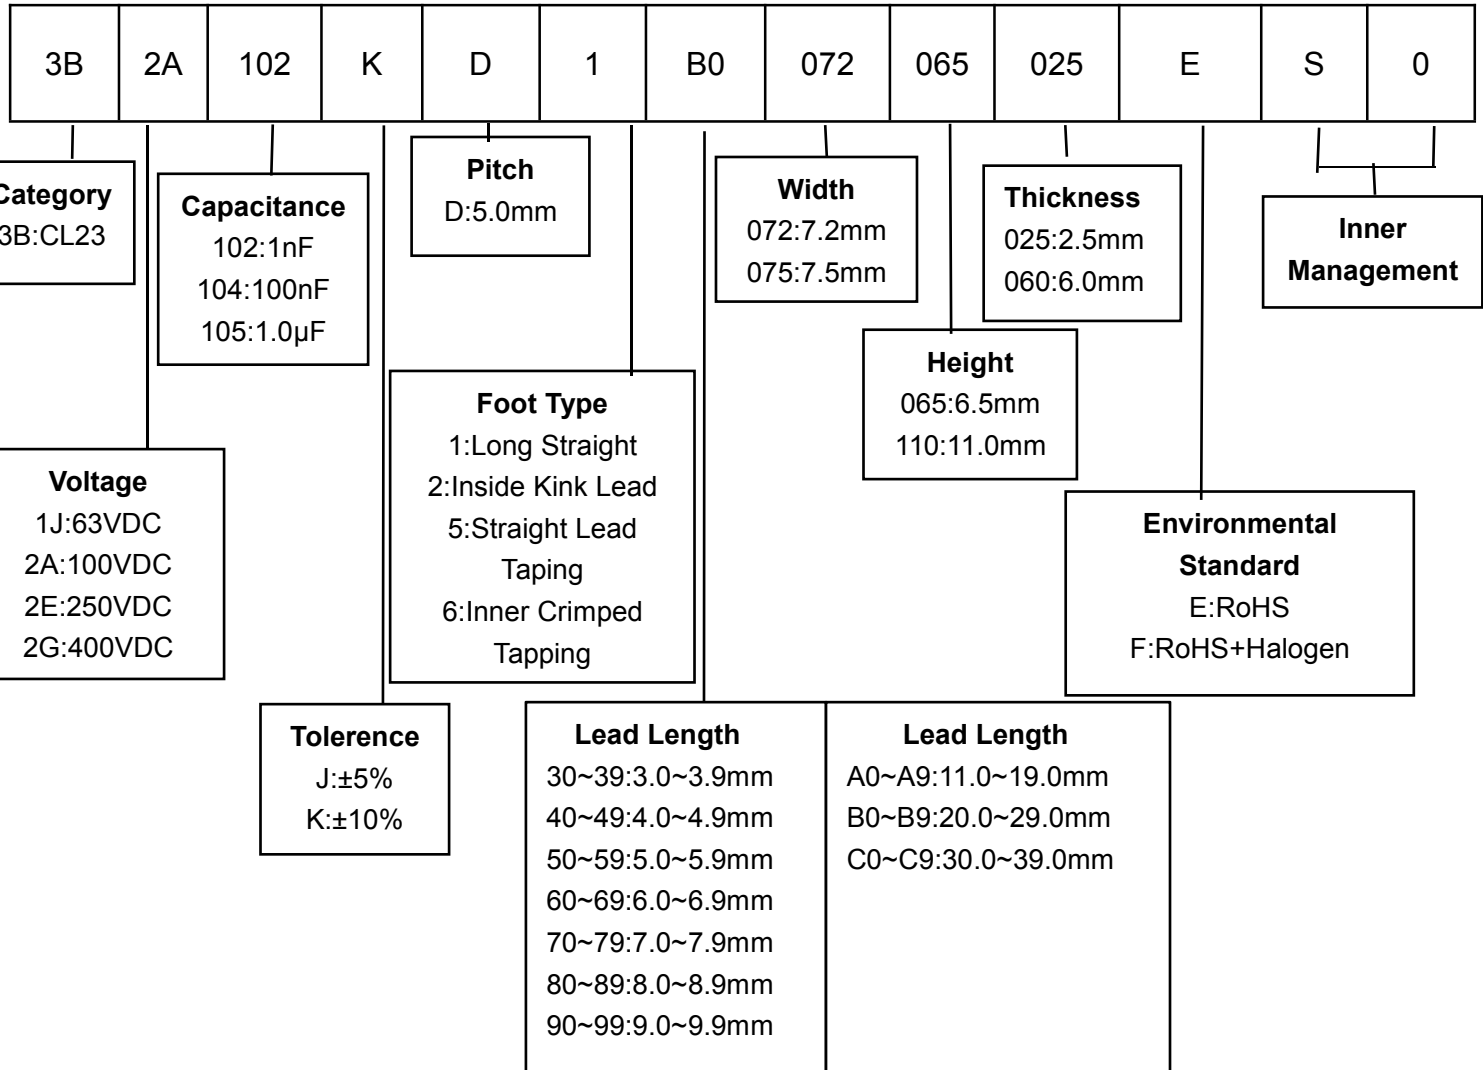 3B 2A 102 K D 1 B0 072 065 025 E S 0
Category
3B:CL23
Capacitance
102:1nF
104:100nF
105:1.0μF
Pitch
D:5.0mm
Width
072:7.2mm
075:7.5mm
Thickness
025:2.5mm
060:6.0mm
Inner
Management
Height
065:6.5mm
110:11.0mm
Foot Type
1:Long Straight
2:Inside Kink Lead
5:Straight Lead
Taping
6:Inner Crimped
Tapping
Voltage
1J:63VDC
2A:100VDC
2E:250VDC
2G:400VDC
Environmental
Standard
E:RoHS
F:RoHS+Halogen
Tolerence
J:±5%
K:±10%
Lead Length
30~39:3.0~3.9mm
40~49:4.0~4.9mm
50~59:5.0~5.9mm
60~69:6.0~6.9mm
70~79:7.0~7.9mm
80~89:8.0~8.9mm
90~99:9.0~9.9mm
Lead Length
A0~A9:11.0~19.0mm
B0~B9:20.0~29.0mm
C0~C9:30.0~39.0mm